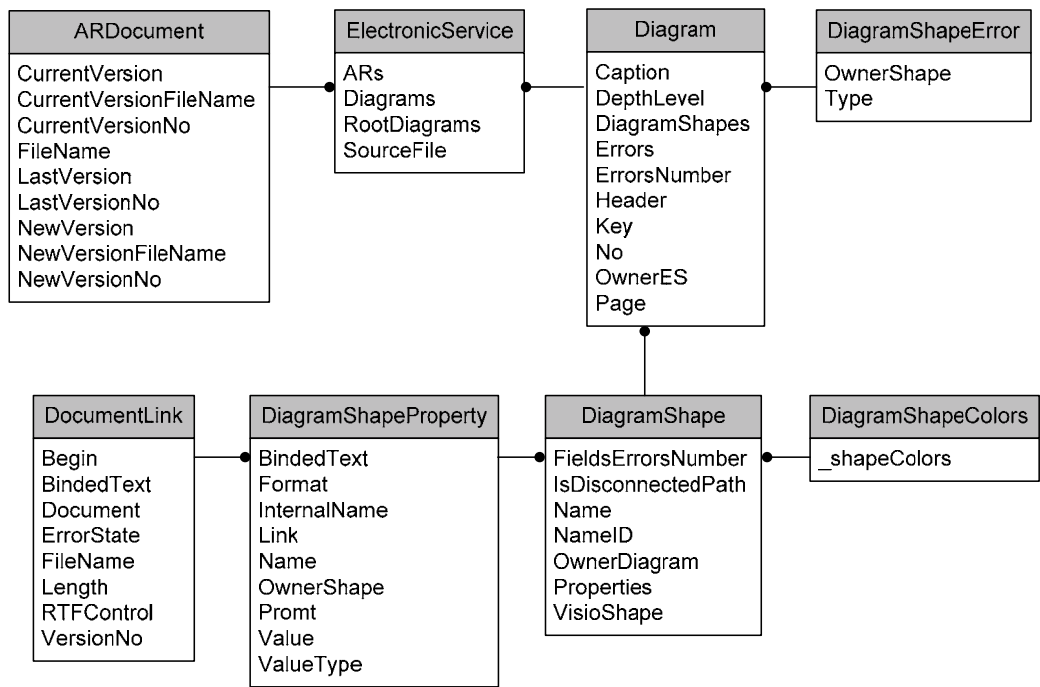 ARDocument
CurrentVersion
CurrentVersionFileName
CurrentVersionNo
FileName
LastVersion
LastVersionNo
NewVersion
NewVersionFileName
NewVersionNo
ElectronicService
ARs
Diagrams
RootDiagrams
SourceFile
Diagram
Caption
DepthLevel
DiagramShapes
Errors
ErrorsNumber
Header
Key
No
OwnerES
Page
DiagramShapeError
OwnerShape
Type
DocumentLink
Begin
BindedText
Document
ErrorState
FileName
Length
RTFControl
VersionNo
DiagramShapeProperty
BindedText
Format
InternalName
Link
Name
OwnerShape
Promt
Value
ValueType
DiagramShape
FieldsErrorsNumber
IsDisconnectedPath
Name
NameID
OwnerDiagram
Properties
VisioShape
DiagramShapeColors
_shapeColors